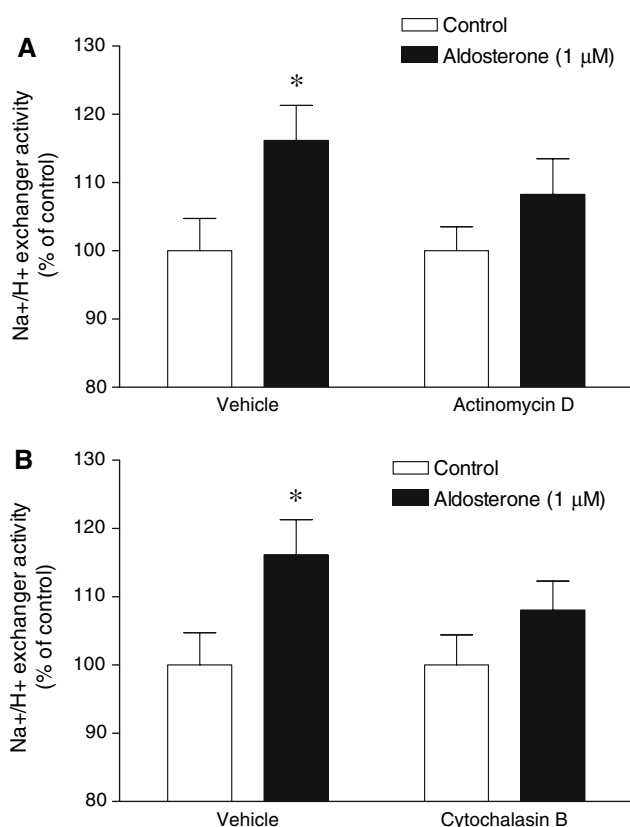 A
Control
Aldosterone (1 μM)
Na+/H+ exchanger activity
(% of control)
130
120
110
100
90
80
*
Vehicle
Actinomycin D
B
Control
Aldosterone (1 μM)
Na+/H+ exchanger activity
(% of control)
130
120
110
100
90
80
*
Vehicle
Cytochalasin B